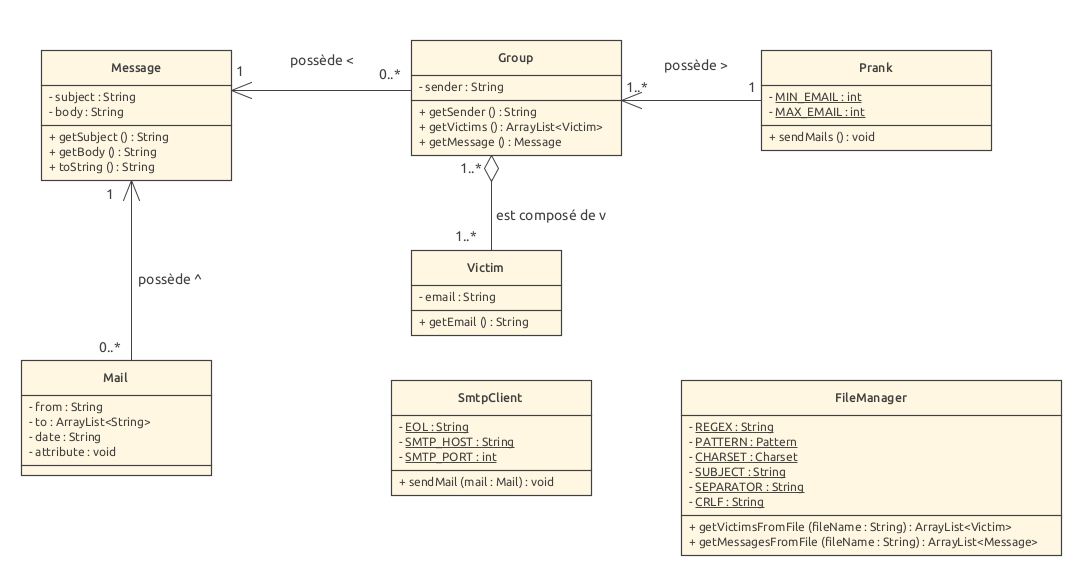 Message
- subject : String
- body : String
+ getSubject () : String
+ getBody () : String
+ toString () : String
1
possède <
0..*
Group
- sender : String
+ getSender () : String
+ getVictims () : ArrayList<Victim>
+ getMessage () : Message
possède >
1..*
1
Prank
- MIN_EMAIL : int
- MAX_EMAIL : int
+ sendMails () : void
1..*
est composé de v
1..*
Victim
- email : String
+ getEmail () : String
1
possède ^
0..*
Mail
- from : String
- to : ArrayList<String>
- date : String
- attribute : void
SmtpClient
- EOL : String
- SMTP_HOST : String
- SMTP_PORT : int
+ sendMail (mail : Mail) : void
FileManager
- REGEX : String
- PATTERN : Pattern
- CHARSET : Charset
- SUBJECT : String
- SEPARATOR : String
- CRLF : String
+ getVictimsFromFile (fileName : String) : ArrayList<Victim>
+ getMessagesFromFile (fileName : String) : ArrayList<Message>